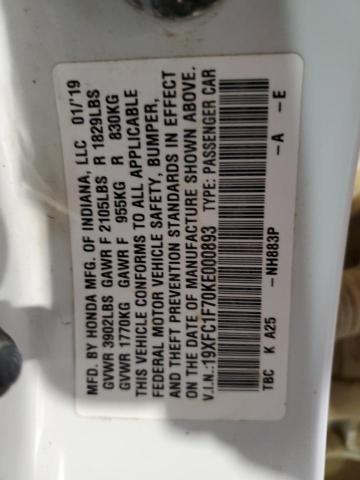 MFD. BY HONDA MFG. OF INDIANA, LLC 01/'19
GVWR 3902LBS GAWR F 2105LBS R 1829LBS
GVWR 1770KG GAWR F 955KG R 830KG
THIS VEHICLE CONFORMS TO ALL APPLICABLE
FEDERAL MOTOR VEHICLE SAFETY, BUMPER,
AND THEFT PREVENTION STANDARDS IN EFFECT
ON THE DATE OF MANUFACTURE SHOWN ABOVE.
V.I.N.: 19XFC1F70KE000893 TYPE: PASSENGER CAR
TBC K A25 -NH883P -A -E